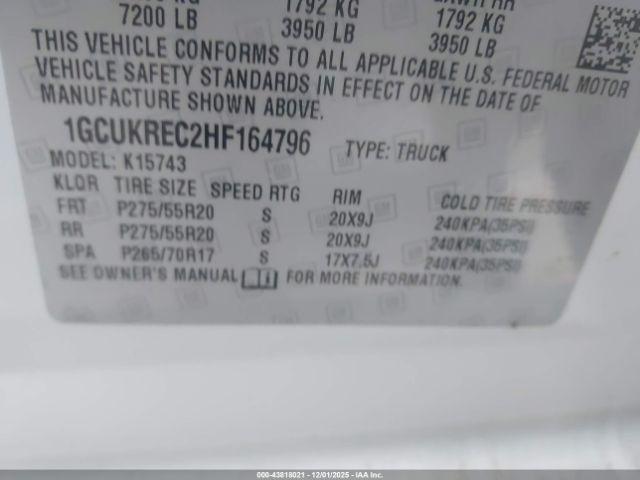 1792 KG
7200 LB 3950 LB 1792 KG
3950 LB
THIS VEHICLE CONFORMS TO ALL APPLICABLE U.S. FEDERAL MOTOR
VEHICLE SAFETY STANDARDS IN EFFECT ON THE DATE OF
MANUFACTURE SHOWN ABOVE.
1GCUKREC2HF164796 TYPE: TRUCK
MODEL: K15743
KLQR TIRE SIZE SPEED RTG RIM COLD TIRE PRESSURE
FRT P275/55R20 S 20X9J 240KPA(35PSI)
RR P275/55R20 S 20X9J 240KPA(35PSI)
SPA P265/70R17 S 17X7.5J 240KPA(35PSI)
SEE OWNER'S MANUAL FOR MORE INFORMATION.
000-43818021 - 12/01/2025 - IAA Inc.